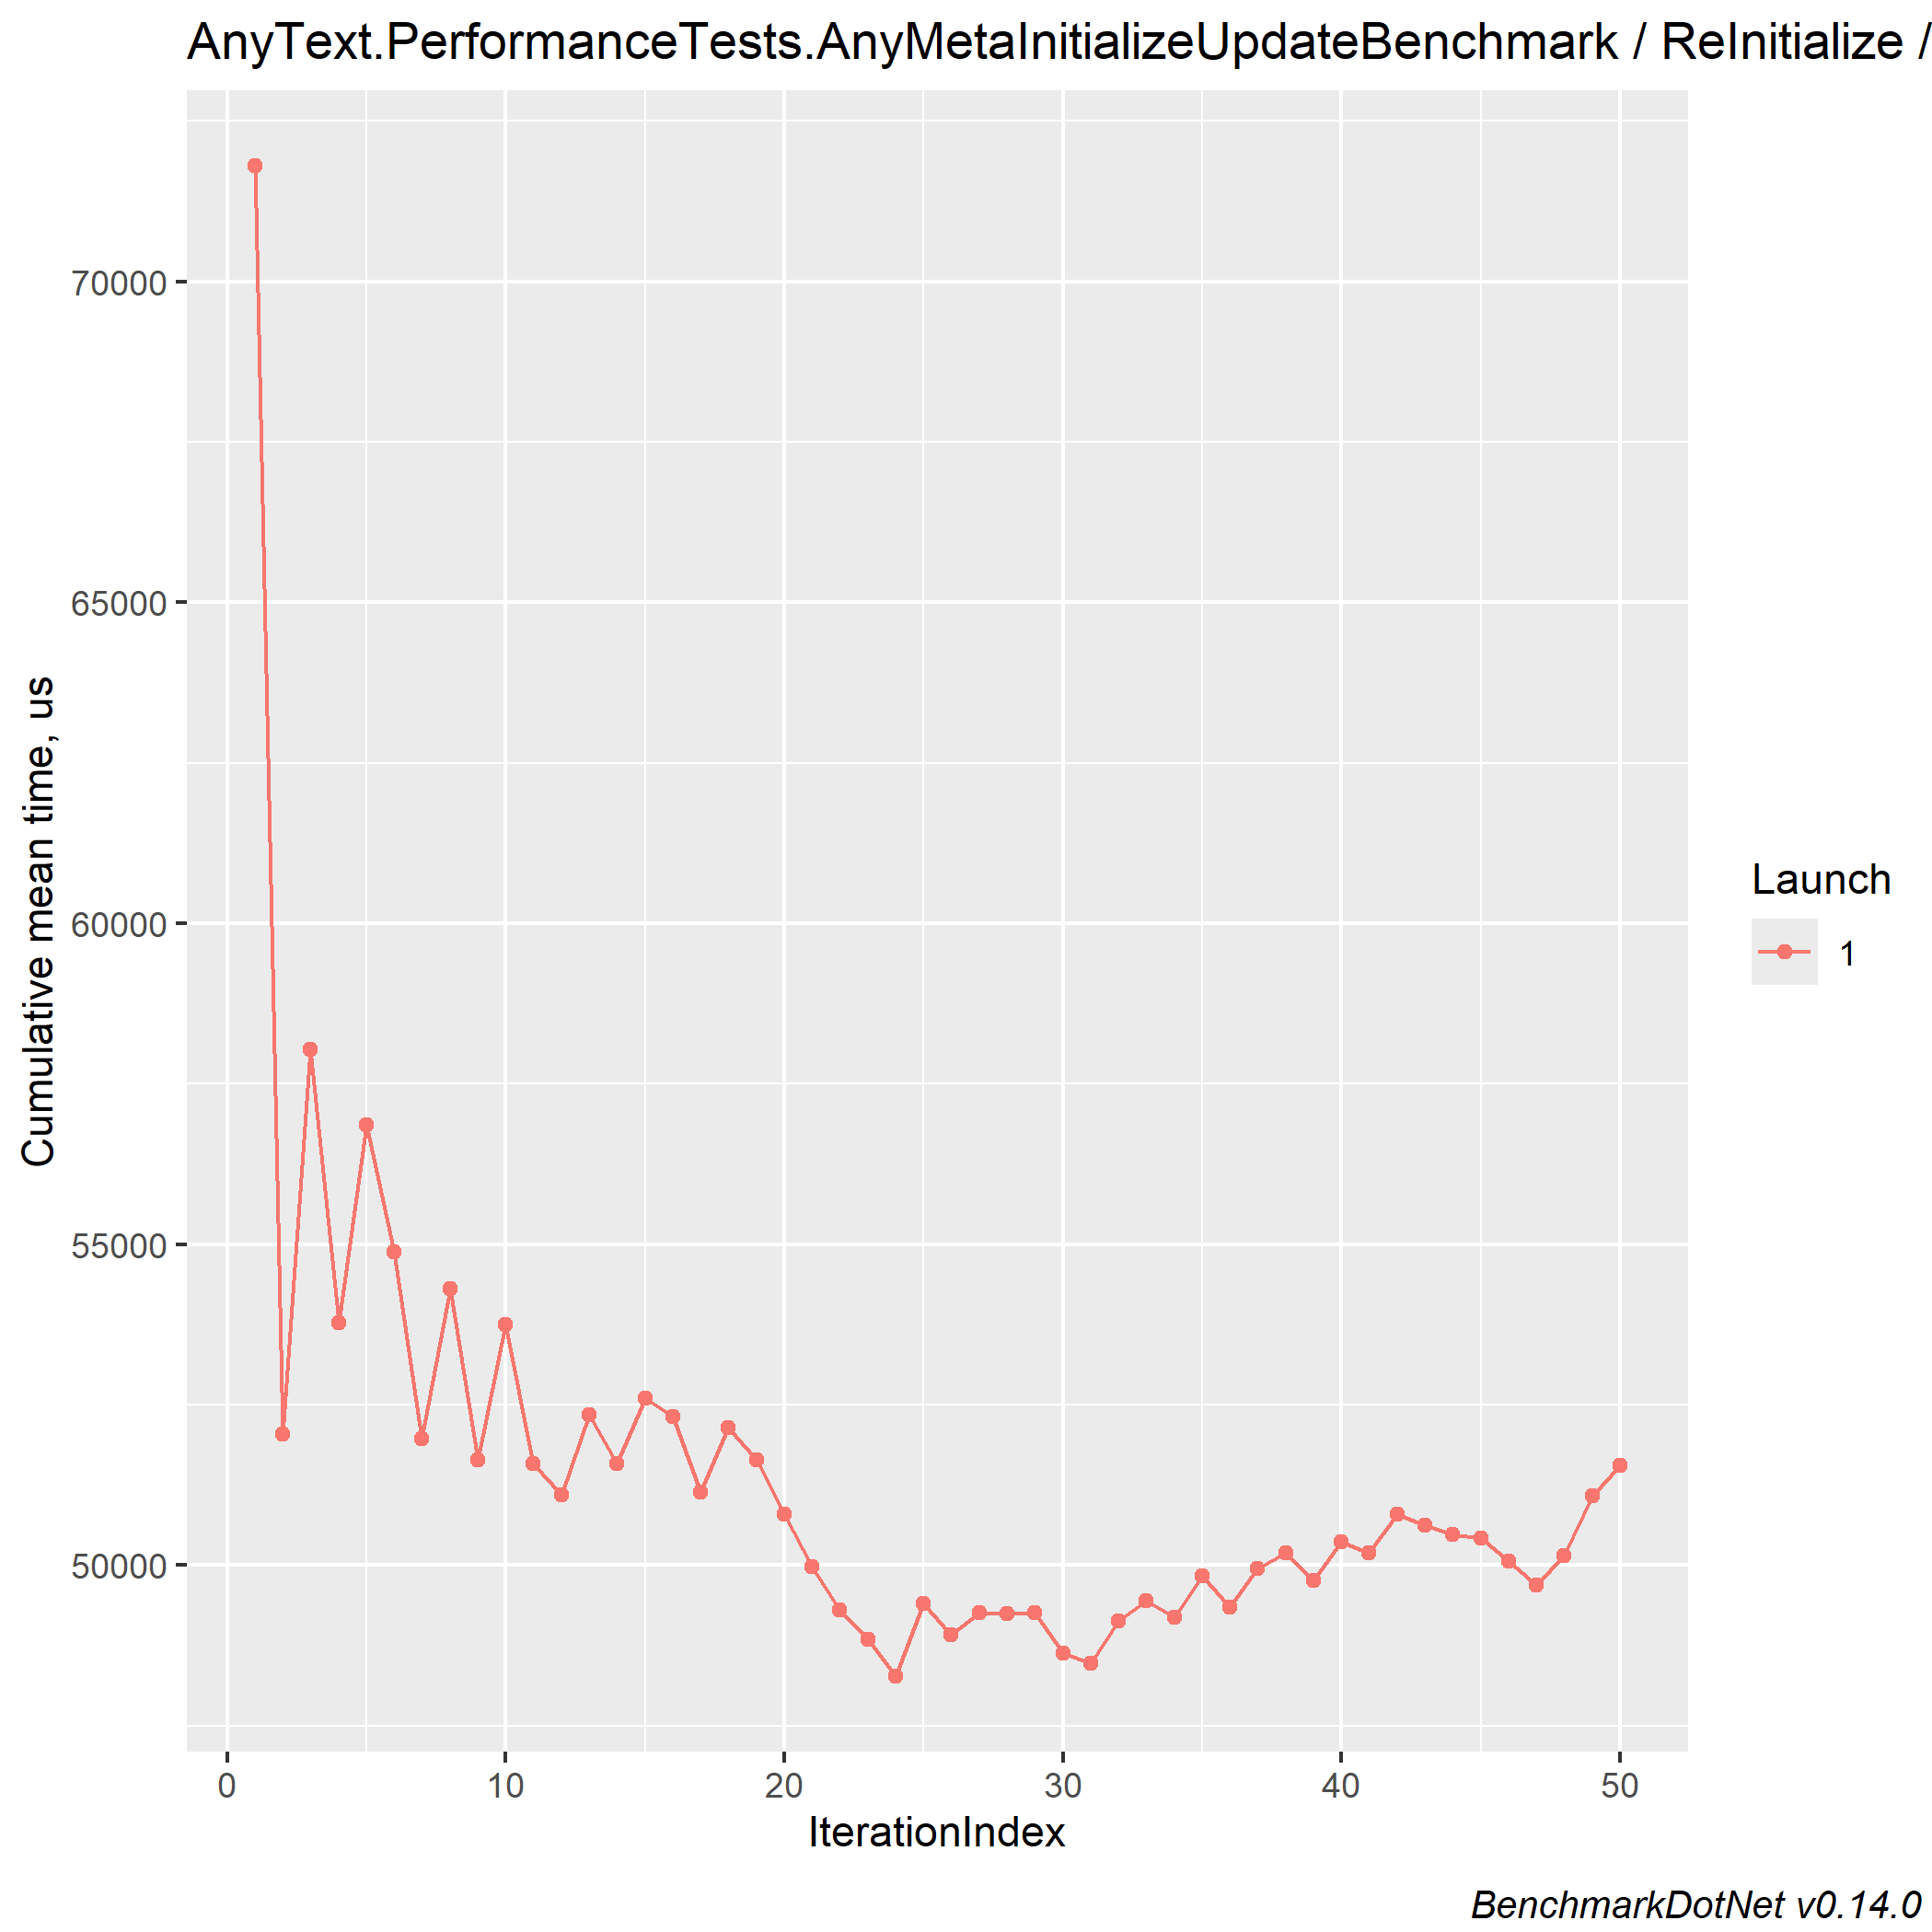 AnyText.PerformanceTests.AnyMetaInitializeUpdateBenchmark / ReInitialize /
Cumulative mean time, us
70000
65000
60000
55000
50000
0 10 20 30 40 50
IterationIndex
Launch
1
BenchmarkDotNet v0.14.0